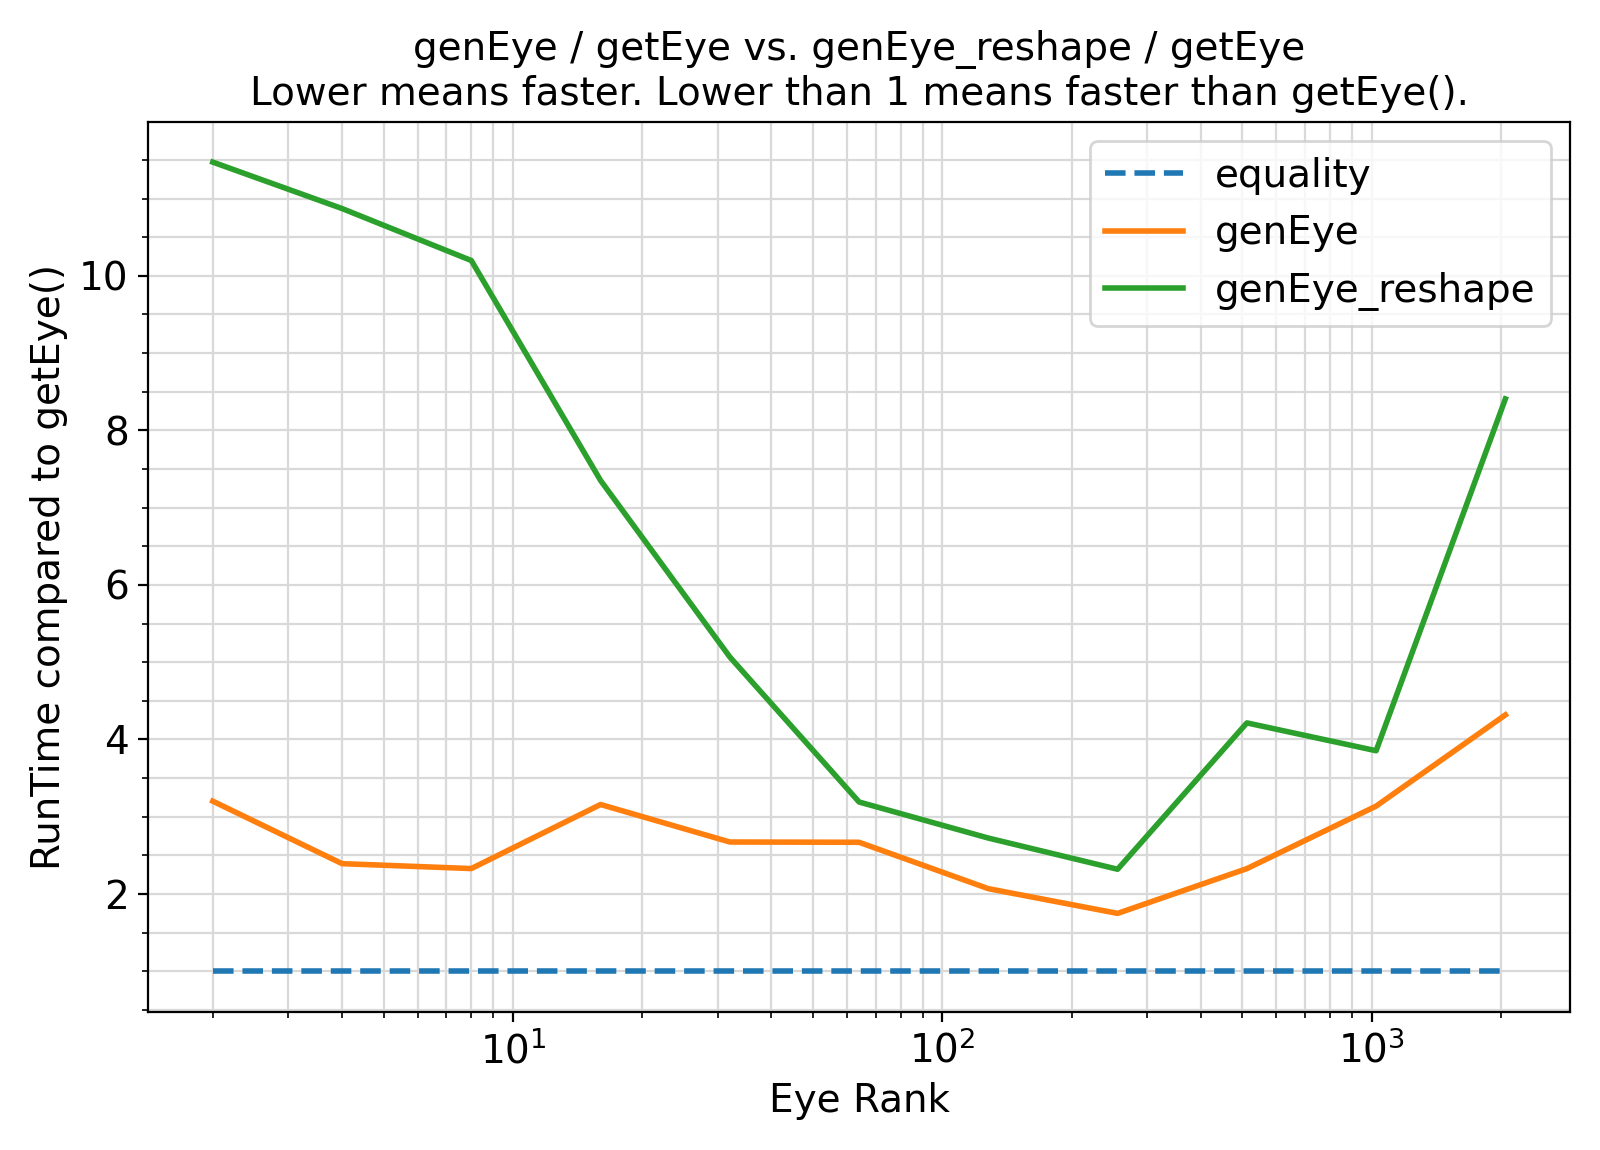 genEye / getEye vs. genEye_reshape / getEye
Lower means faster. Lower than 1 means faster than getEye().
equality
genEye
genEye_reshape
RunTime compared to getEye()
10
8
6
4
2
10¹
10²
10³
Eye Rank